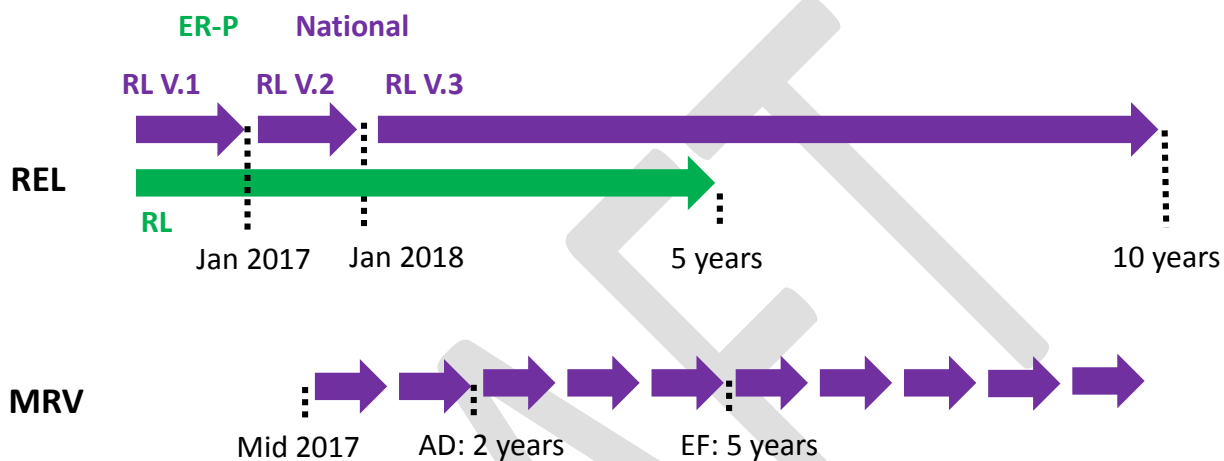 ER-P National
RL V.1 RL V.2 RL V.3
REL
RL
Jan 2017 Jan 2018 5 years 10 years
MRV
Mid 2017 AD: 2 years EF: 5 years